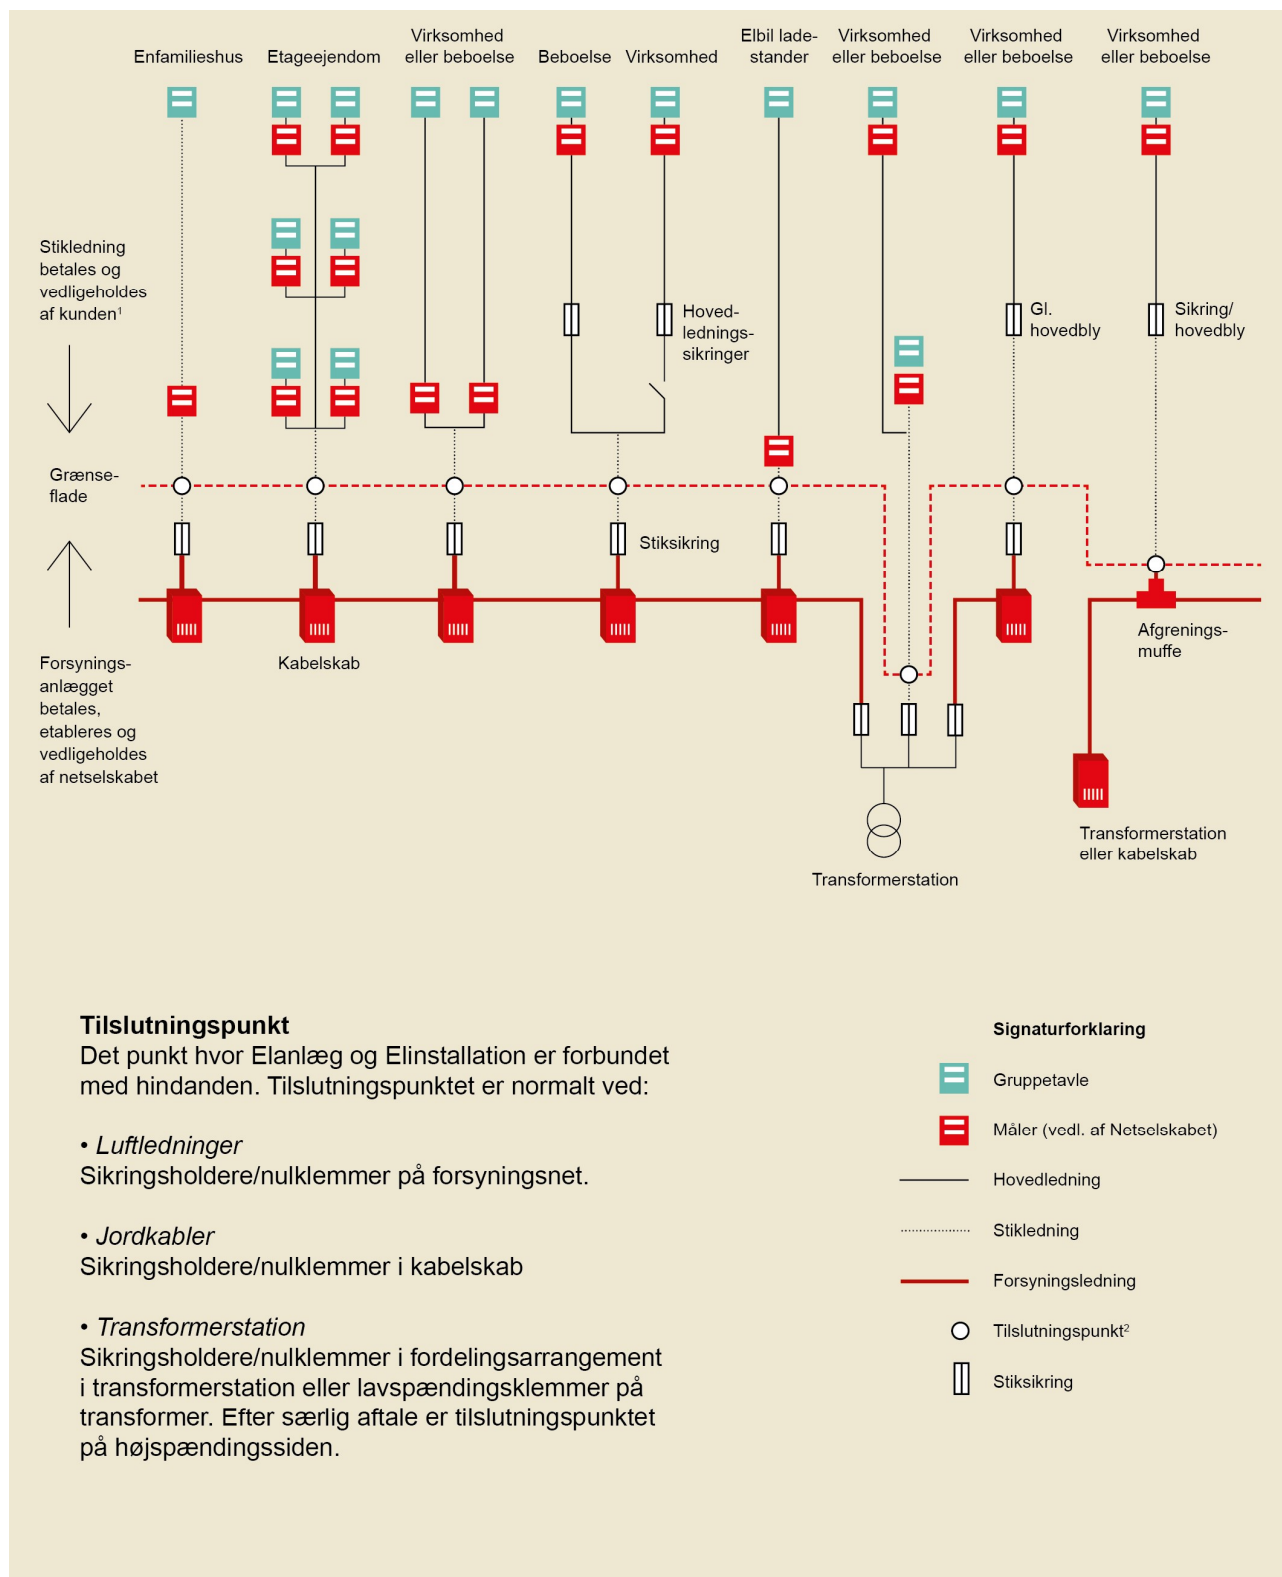 Enfamilieshus
Etageejendom
Virksomhed
eller beboelse
Beboelse
Virksomhed
Elbil lade-
stander
Virksomhed
eller beboelse
Virksomhed
eller beboelse
Virksomhed
eller beboelse
Stikledning
betales og
vedligeholdes
af kunden¹
Hoved-
lednings-
sikringer
Gl.
hovedbly
Sikring/
hovedbly
Grænse-
flade
Stiksikring
Forsynings-
anlægget
betales,
etableres og
vedligeholdes
af netselskabet
Kabelskab
Afgrenings-
muffe
Transformerstation
eller kabelskab
Transformerstation
Tilslutningspunkt
Det punkt hvor Elanlæg og Elinstallation er forbundet
med hindanden. Tilslutningspunktet er normalt ved:
• Luftledninger
Sikringsholdere/nulklemmer på forsyningsnet.
• Jordkabler
Sikringsholdere/nulklemmer i kabelskab
• Transformerstation
Sikringsholdere/nulklemmer i fordelingsarrangement
i transformerstation eller lavspændingsklemmer på
transformer. Efter særlig aftale er tilslutningspunktet
på højspændingssiden.
Signaturforklaring
Gruppetavle
Måler (vedl. af Netselskabet)
Hovedledning
Stikledning
Forsyningsledning
Tilslutningspunkt²
Stiksikring